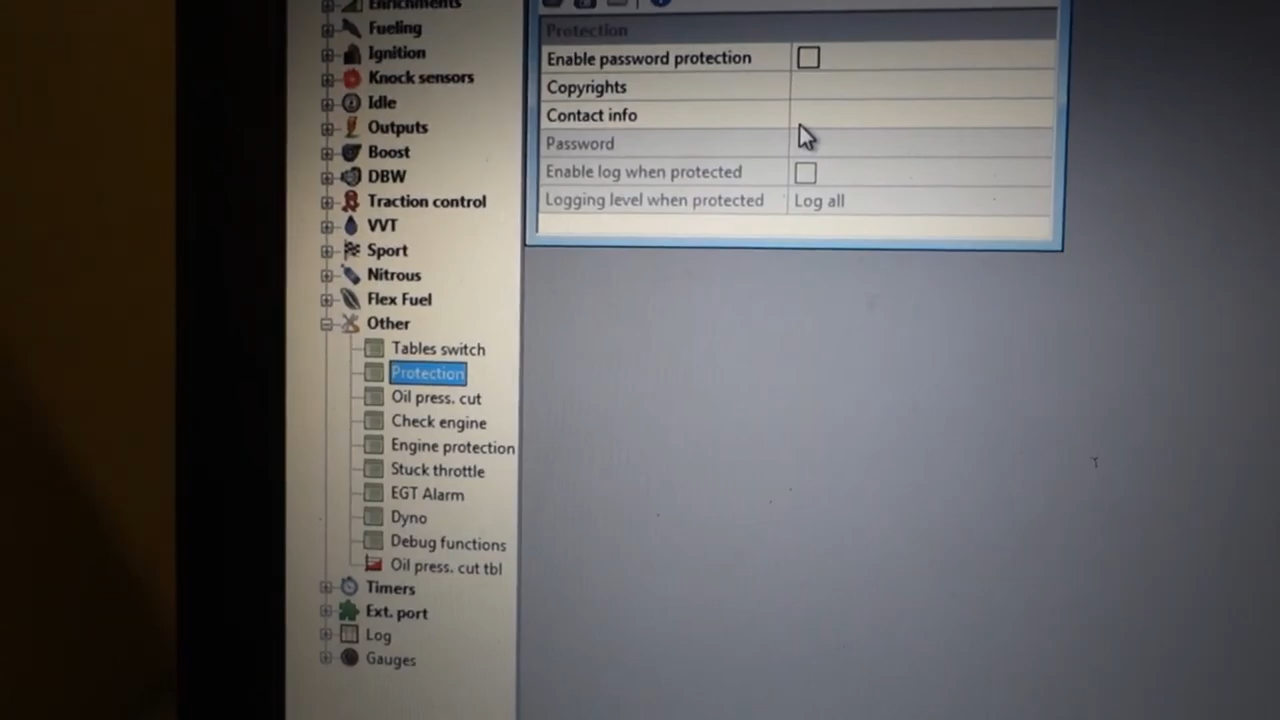 Enrichments
Fueling
Ignition
Knock sensors
Idle
Outputs
Boost
DBW
Traction control
VVT
Sport
Nitrous
Flex Fuel
Other
Tables switch
Protection
Oil press. cut
Check engine
Engine protection
Stuck throttle
EGT Alarm
Dyno
Debug functions
Oil press. cut tbl
Timers
Ext. port
Log
Gauges
Protection
Enable password protection
Copyrights
Contact info
Password
Enable log when protected
Logging level when protected Log all